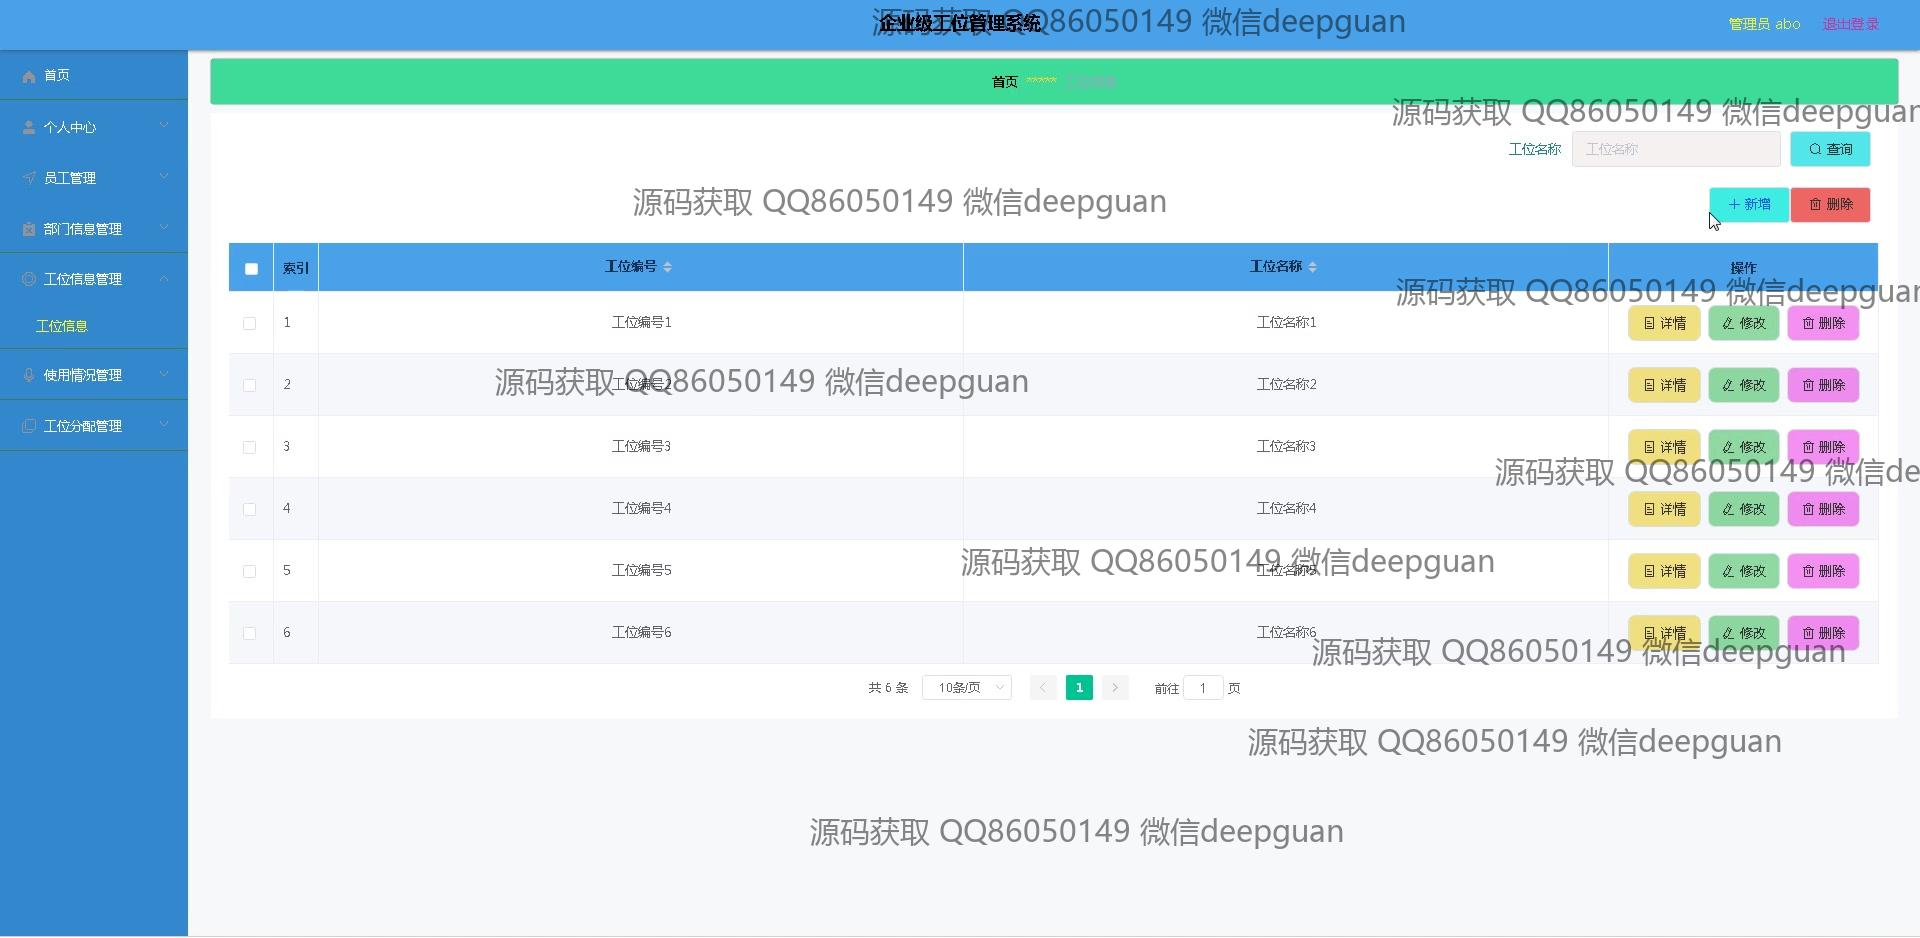 企业级工位管理系统
源码获取 QQ86050149 微信deepguan
管理员 abo
退出登录
首页
个人中心
员工管理
部门信息管理
工位信息管理
工位信息
使用情况管理
工位分配管理
首页 ***** 工位信息
源码获取 QQ86050149 微信deepguan
工位名称 工位名称 查询
源码获取 QQ86050149 微信deepguan
新增 删除
索引 工位编号 工位名称 操作
源码获取 QQ86050149 微信deepguan
1 工位编号1 工位名称1 详情 修改 删除
2 工位编号2 工位名称2 详情 修改 删除
源码获取 QQ86050149 微信deepguan
3 工位编号3 工位名称3 详情 修改 删除
源码获取 QQ86050149 微信de
4 工位编号4 工位名称4 详情 修改 删除
5 工位编号5 工位名称5 详情 修改 删除
源码获取 QQ86050149 微信deepguan
6 工位编号6 工位名称6 详情 修改 删除
源码获取 QQ86050149 微信deepguan
共 6 条 10条/页 1 前往 1 页
源码获取 QQ86050149 微信deepguan
源码获取 QQ86050149 微信deepguan